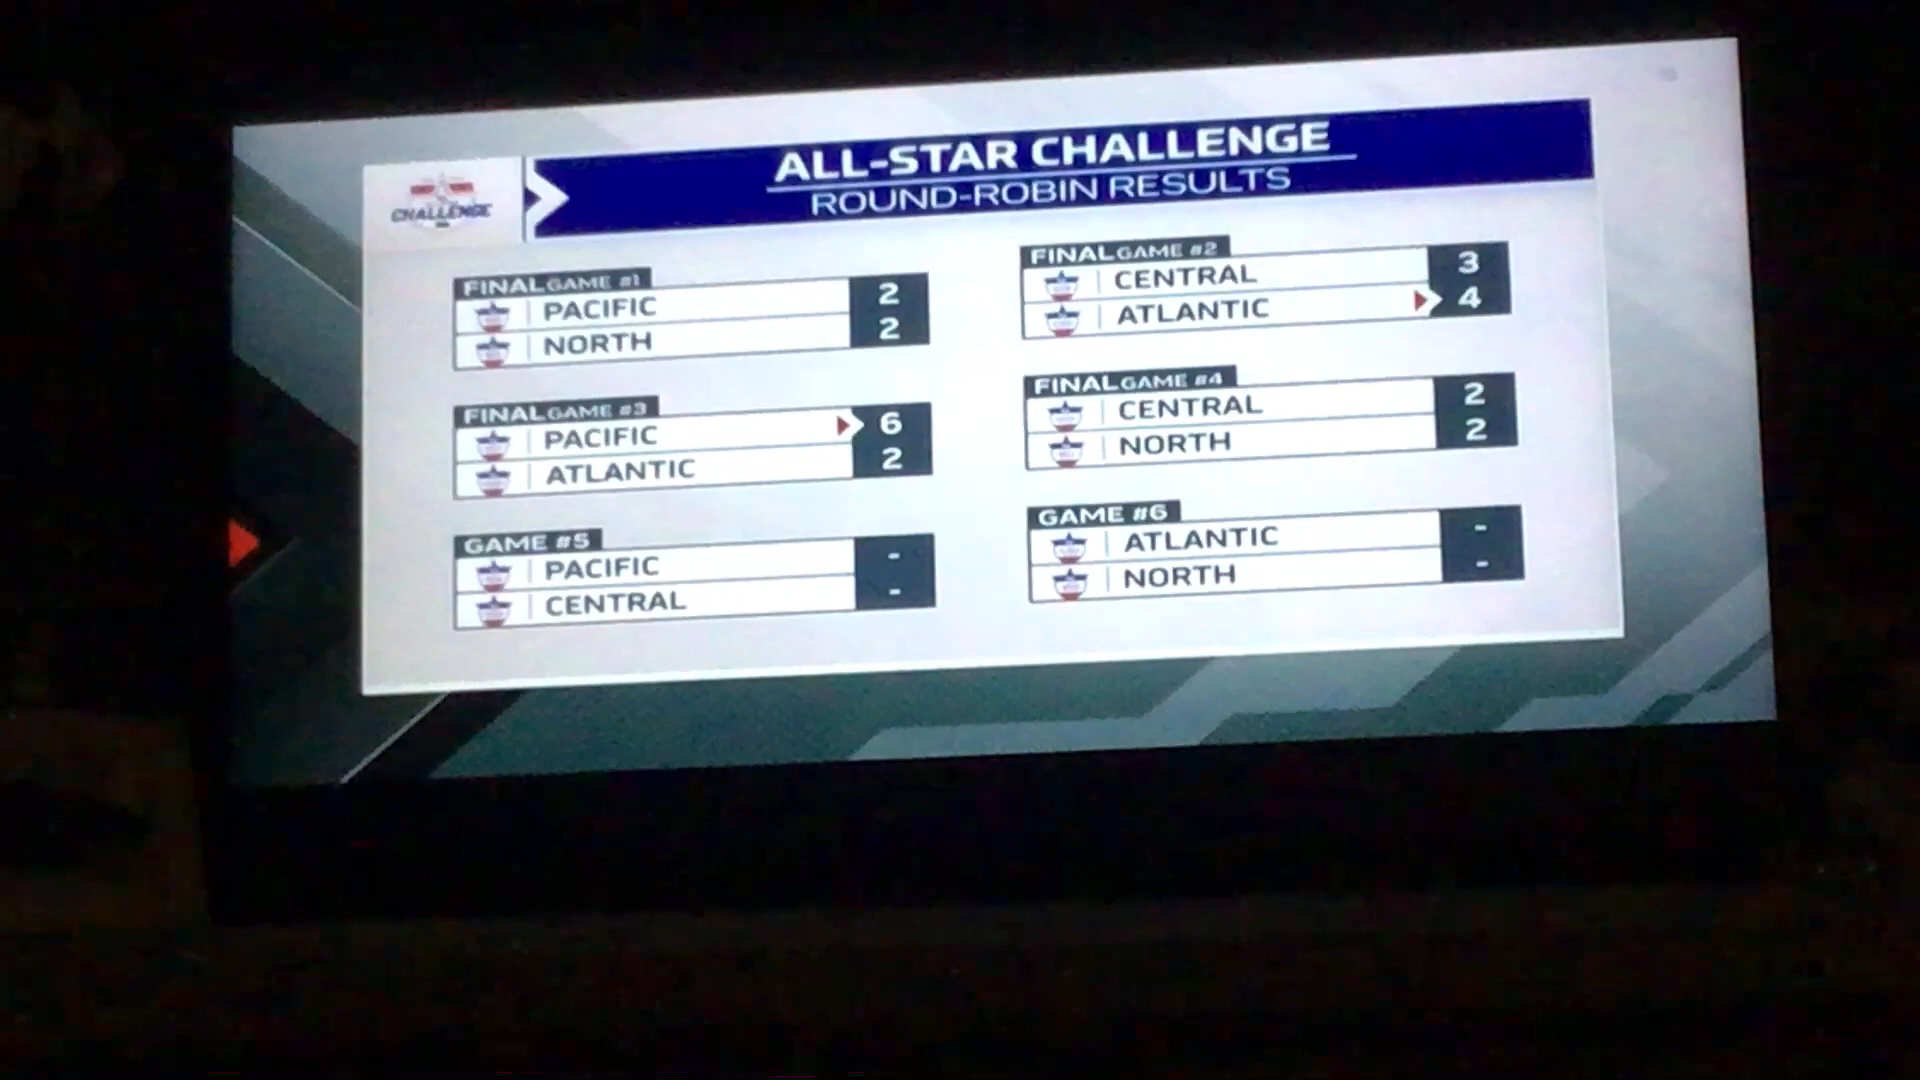 ALL-STAR CHALLENGE
ROUND-ROBIN RESULTS
CHALLENGE
FINAL GAME #1
PACIFIC 2
NORTH 2
FINAL GAME #2
CENTRAL 3
ATLANTIC 4
FINAL GAME #3
PACIFIC 6
ATLANTIC 2
FINAL GAME #4
CENTRAL 2
NORTH 2
GAME #5
PACIFIC -
CENTRAL -
GAME #6
ATLANTIC -
NORTH -